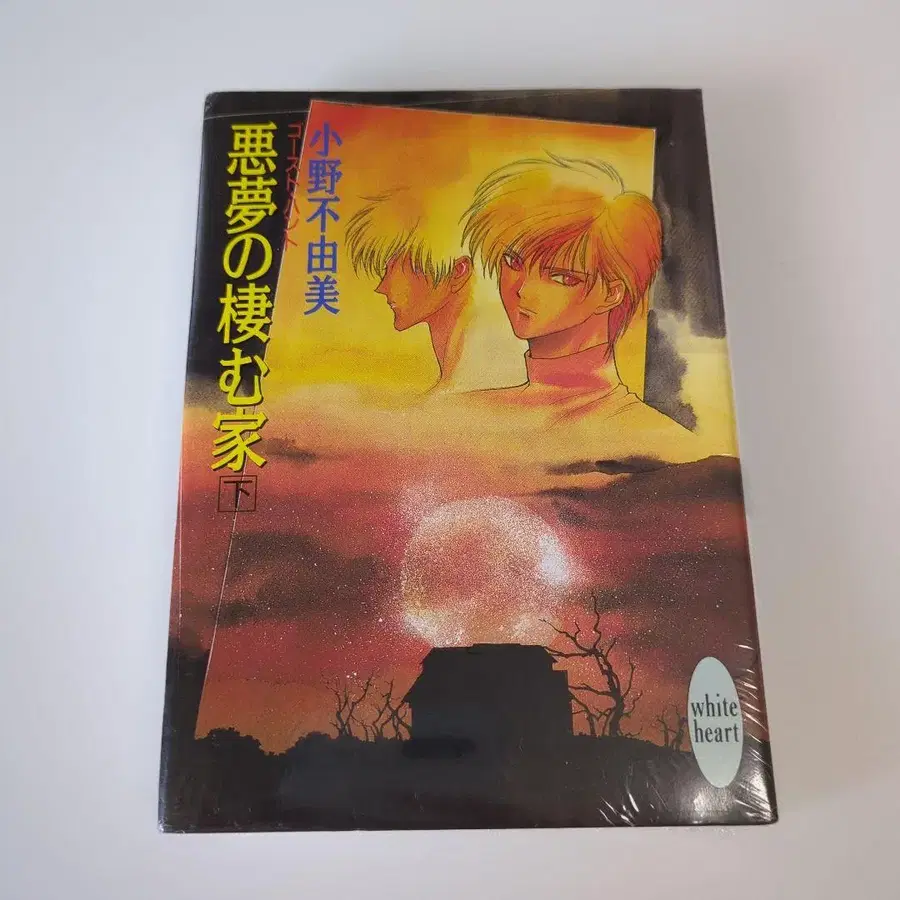 小野不由美
ゴースト・ハント
悪夢の棲む家
下
white
heart